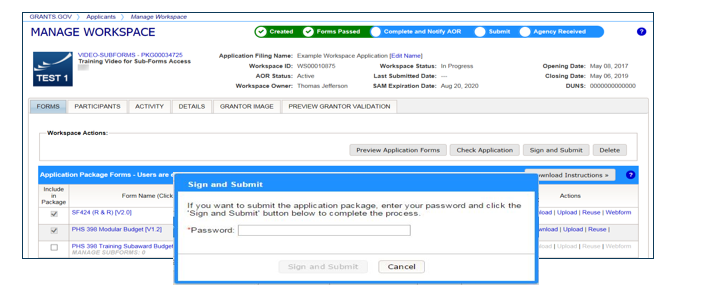 GRANTS.GOV 〉 Applicants 〉 Manage Workspace
MANAGE WORKSPACE
Created
Forms Passed
Complete and Notify AOR
Submit
Agency Received
?
TEST 1
VIDEO-SUBFORMS - PKG00034725
Training Video for Sub-Forms Access
Application Filing Name: Example Workspace Application [Edit Name]
Workspace ID: WS00010875
Workspace Status: In Progress
Opening Date: May 08, 2017
AOR Status: Active
Last Submitted Date: ---
Closing Date: May 06, 2019
Workspace Owner: Thomas Jefferson
SAM Expiration Date: Aug 20, 2020
DUNS: 0000000000000
FORMS
PARTICIPANTS
ACTIVITY
DETAILS
GRANTOR IMAGE
PREVIEW GRANTOR VALIDATION
Workspace Actions:
Preview Application Forms
Check Application
Sign and Submit
Delete
Application Package Forms - Users are
ownload Instructions »
?
Include in Package
Form Name (Click
Actions
SF424 (R & R) [V2.0]
load | Upload | Reuse | Webform
PHS 398 Modular Budget [V1.2]
wnload | Upload | Reuse |
PHS 398 Training Subaward Budget
load | Upload | Reuse | Webform
MANAGE SUBFORMS: 0
Sign and Submit
If you want to submit the application package, enter your password and click the
'Sign and Submit' button below to complete the process.
*Password:
Sign and Submit
Cancel